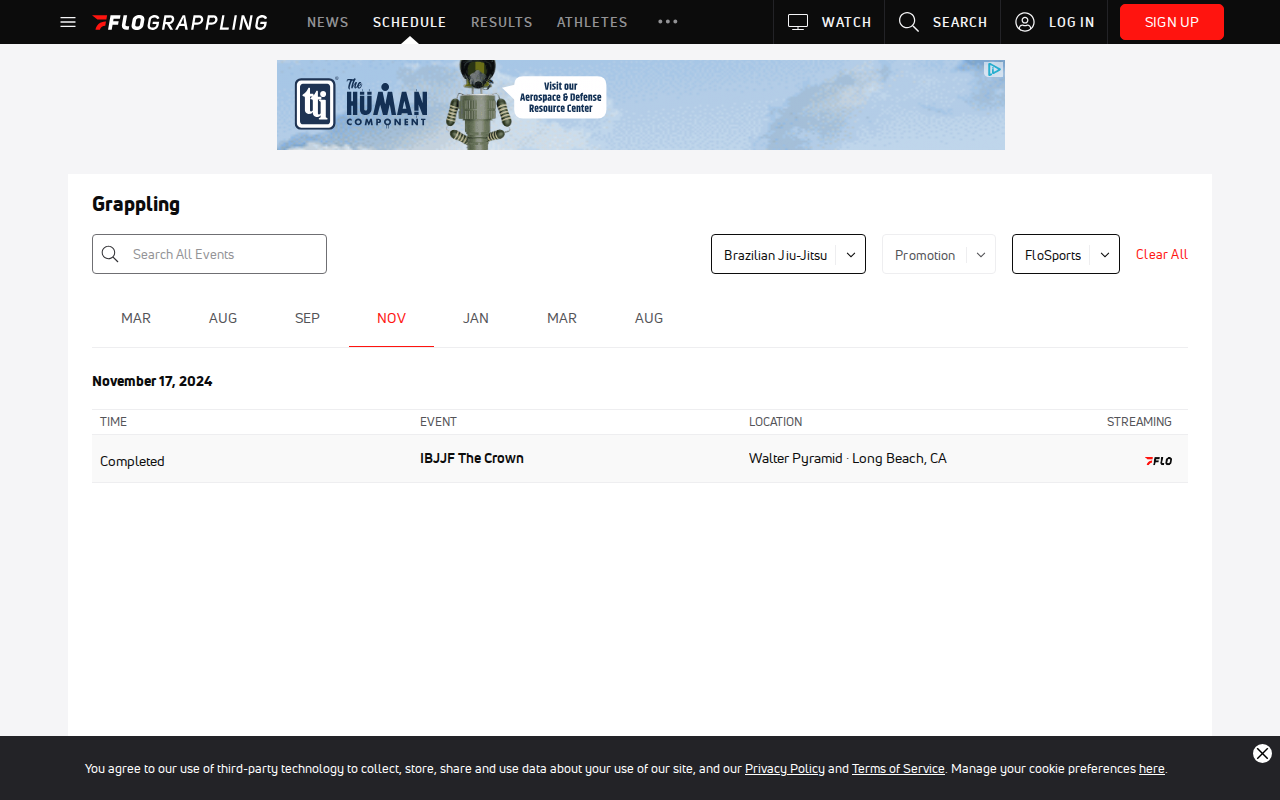 FLOGRAPPLING NEWS SCHEDULE RESULTS ATHLETES WATCH SEARCH LOG IN SIGN UP
tti The HUMAN COMPONENT
Visit our
Aerospace & Defense
Resource Center
Grappling
Search All Events Brazilian Jiu-Jitsu Promotion FloSports Clear All
MAR AUG SEP NOV JAN MAR AUG
November 17, 2024
TIME EVENT LOCATION STREAMING
Completed IBJJF The Crown Walter Pyramid · Long Beach, CA FLO
You agree to our use of third-party technology to collect, store, share and use data about your use of our site, and our Privacy Policy and Terms of Service. Manage your cookie preferences here.